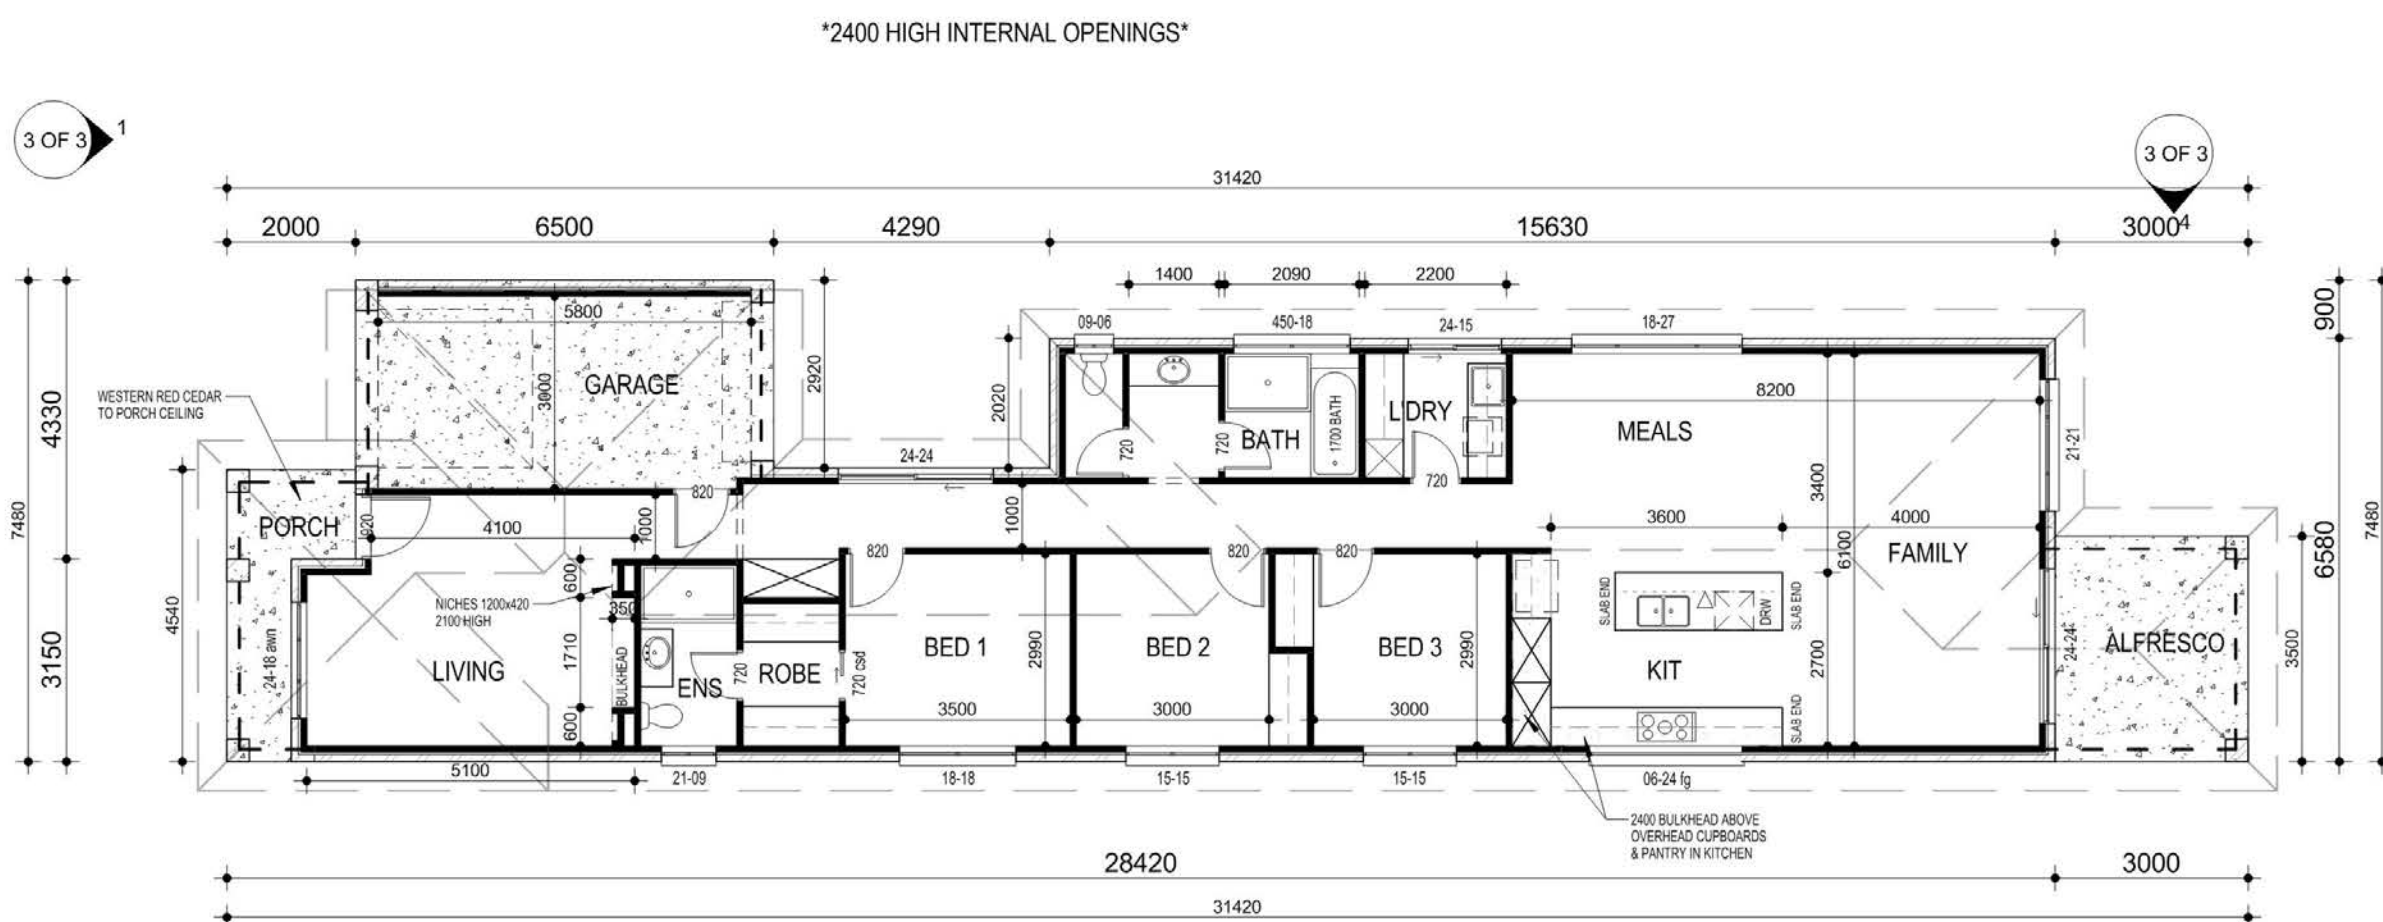 *2400 HIGH INTERNAL OPENINGS*
3 OF 3
1
3 OF 3
4
31420
2000
6500
4290
15630
3000
1400
2090
2200
09-06
450-18
24-15
18-27
5800
3000
GARAGE
2920
2020
900
4330
7480
WESTERN RED CEDAR
TO PORCH CEILING
24-24
720
720
BATH
1700 BATH
L'DRY
720
MEALS
8200
21-21
3400
6100
6580
7480
PORCH
920
4100
1000
820
1000
3600
4000
FAMILY
4540
3150
600
NICHES 1200x420
2100 HIGH
350
1710
600
BULKHEAD
24-18 awn
LIVING
ENS
720
ROBE
720 csd
820
BED 1
2990
3500
820
BED 2
3000
820
BED 3
2990
3000
SLAB END
DRW
SLAB END
KIT
2700
SLAB END
24-24
ALFRESCO
3500
5100
21-09
18-18
15-15
15-15
06-24 fg
2400 BULKHEAD ABOVE
OVERHEAD CUPBOARDS
& PANTRY IN KITCHEN
28420
3000
31420